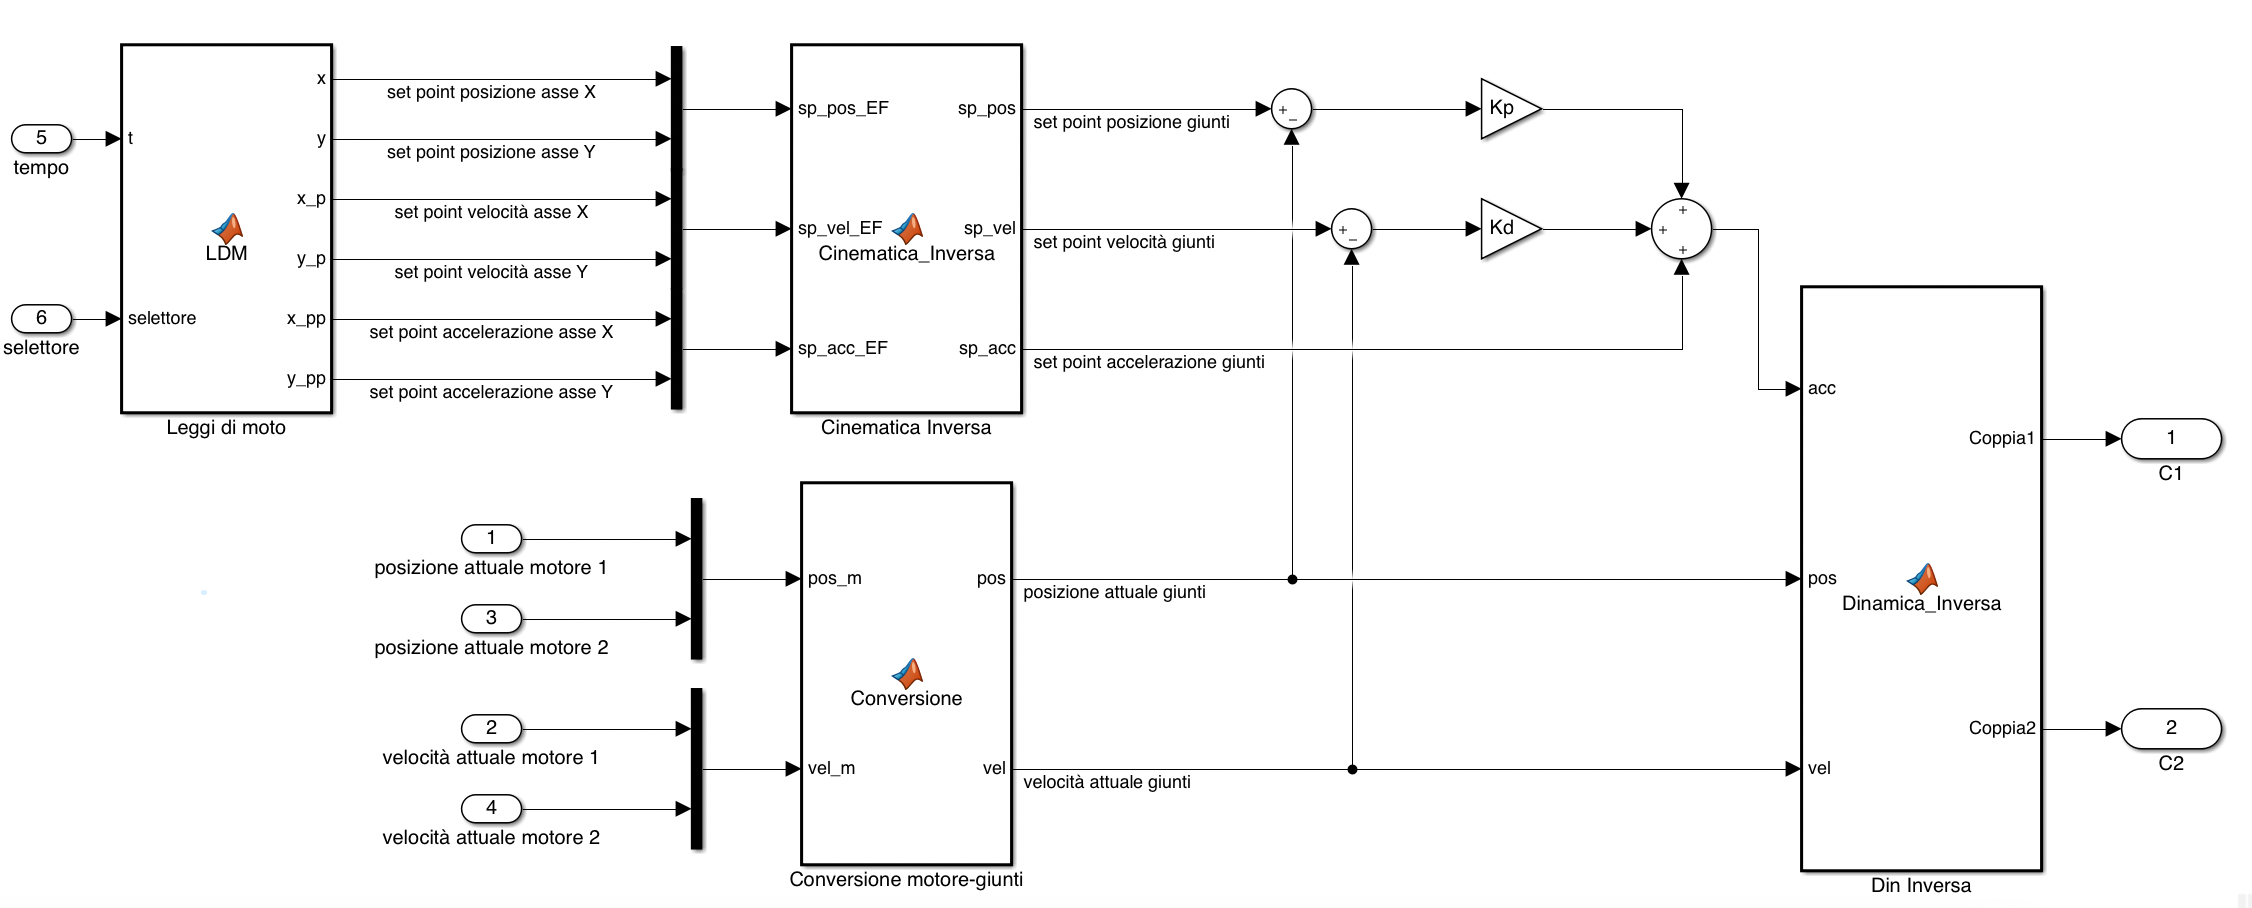 5
tempo
6
selettore
t
selettore
LDM
x
y
x_p
y_p
x_pp
y_pp
Leggi di moto
set point posizione asse X
set point posizione asse Y
set point velocità asse X
set point velocità asse Y
set point accelerazione asse X
set point accelerazione asse Y
sp_pos_EF
sp_vel_EF
sp_acc_EF
Cinematica_Inversa
sp_pos
sp_vel
sp_acc
Cinematica Inversa
set point posizione giunti
set point velocità giunti
set point accelerazione giunti
+
−
+
−
Kp
Kd
+
+
+
1
posizione attuale motore 1
3
posizione attuale motore 2
2
velocità attuale motore 1
4
velocità attuale motore 2
pos_m
vel_m
Conversione
pos
vel
Conversione motore-giunti
posizione attuale giunti
velocità attuale giunti
acc
pos
vel
Dinamica_Inversa
Coppia1
Coppia2
Din Inversa
1
C1
2
C2